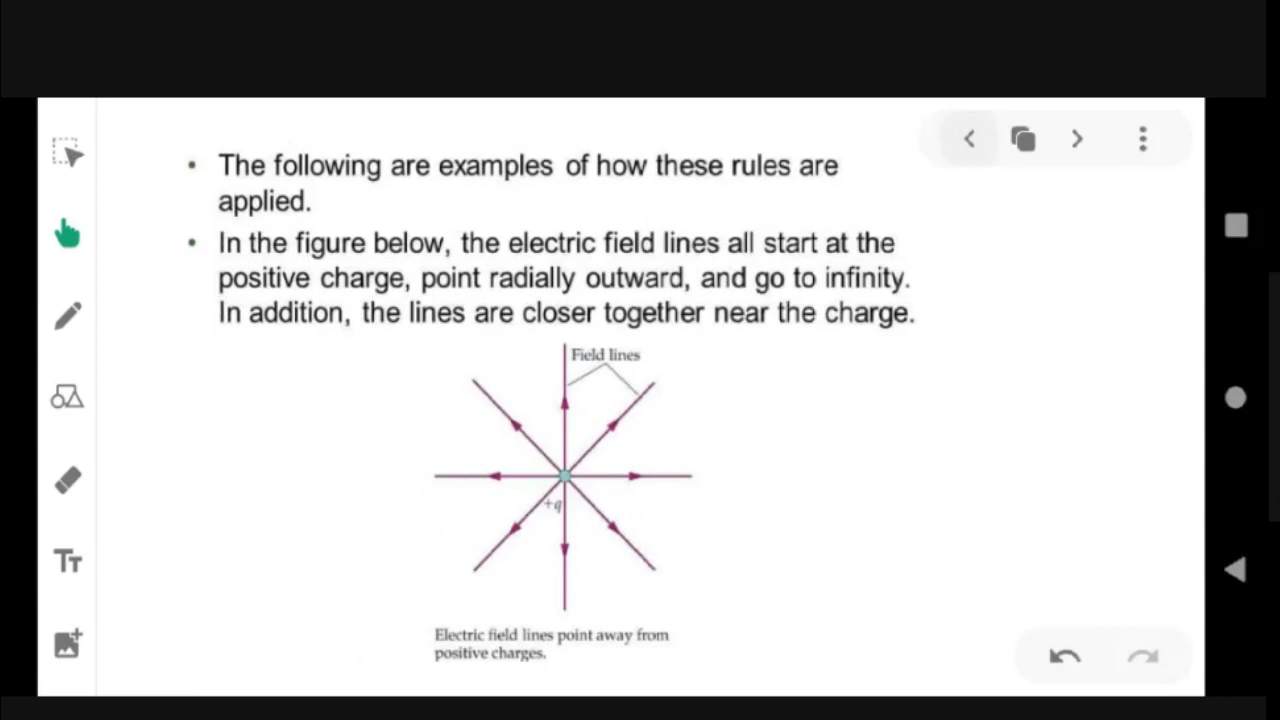 • The following are examples of how these rules are
applied.
• In the figure below, the electric field lines all start at the
positive charge, point radially outward, and go to infinity.
In addition, the lines are closer together near the charge.
Field lines
+q
Electric field lines point away from
positive charges.
TT